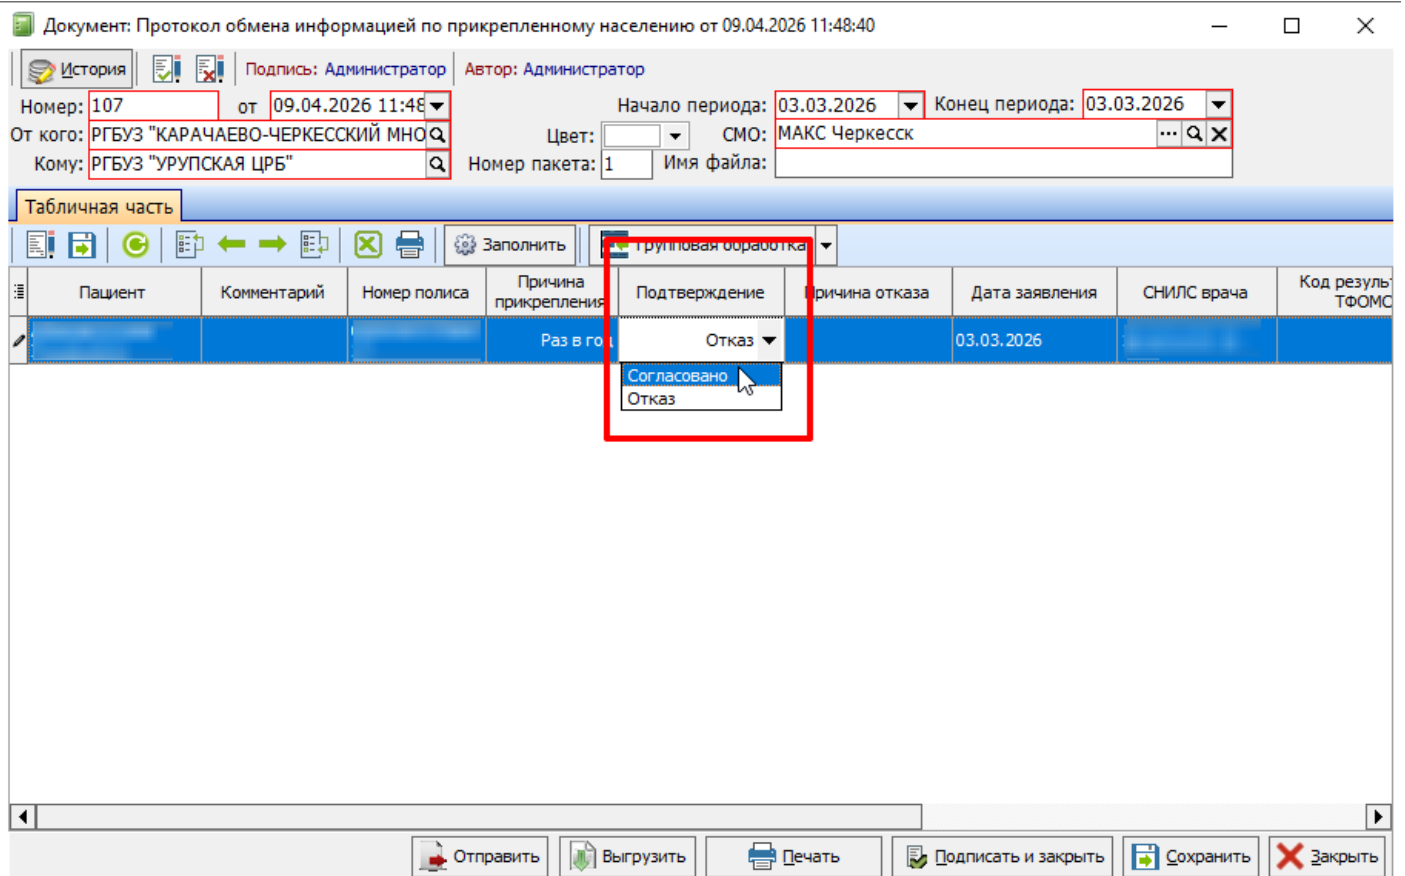 Документ: Протокол обмена информацией по прикрепленному населению от 09.04.2026 11:48:40
История Подпись: Администратор Автор: Администратор
Номер: 107 от 09.04.2026 11:48 Начало периода: 03.03.2026 Конец периода: 03.03.2026
От кого: РГБУЗ "КАРАЧАЕВО-ЧЕРКЕССКИЙ МНО Цвет: СМО: МАКС Черкесск
Кому: РГБУЗ "УРУПСКАЯ ЦРБ" Номер пакета: 1 Имя файла:
Табличная часть
Заполнить Групповая обработка
Пациент Комментарий Номер полиса Причина прикрепления Подтверждение Причина отказа Дата заявления СНИЛС врача Код результ ТФОМС
Раз в год Отказ 03.03.2026
Согласовано
Отказ
Отправить Выгрузить Печать Подписать и закрыть Сохранить Закрыть